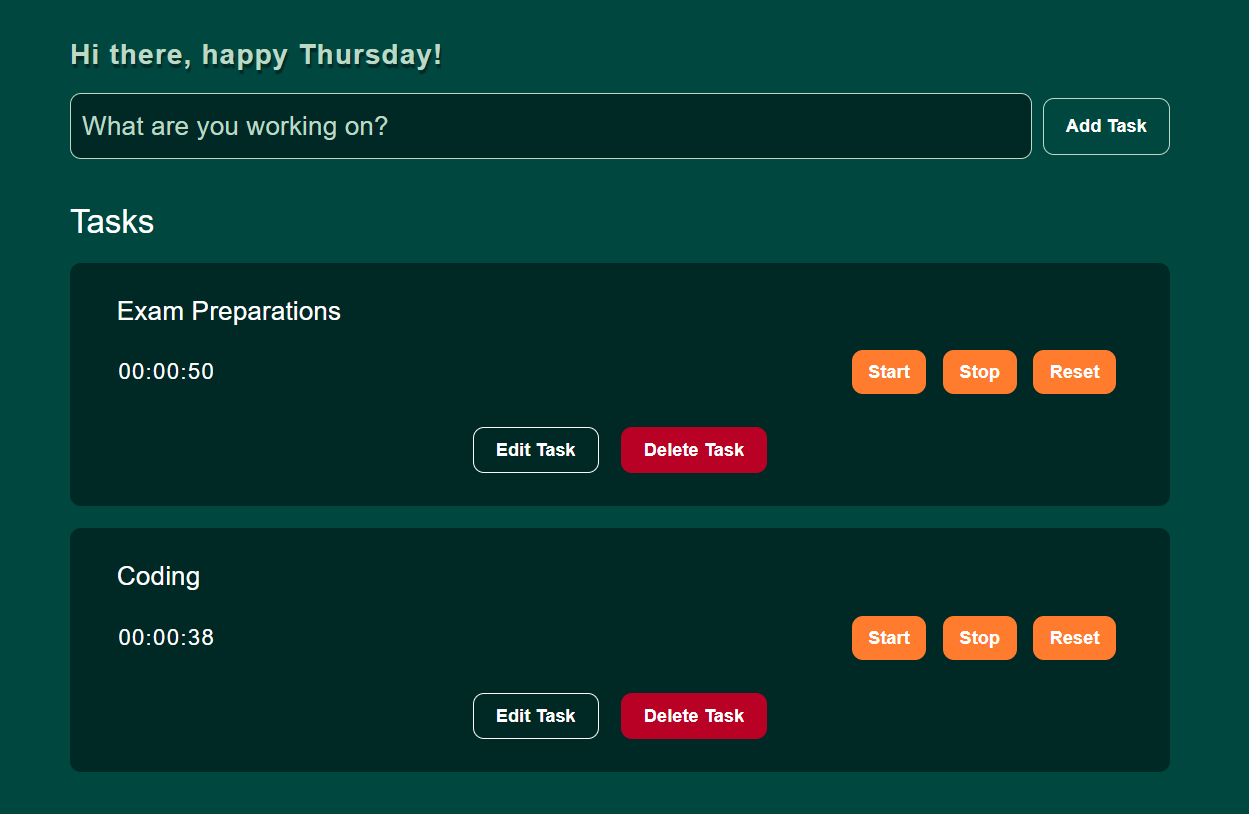 Hi there, happy Thursday!
What are you working on?
Add Task
Tasks
Exam Preparations
00:00:50
Start Stop Reset
Edit Task Delete Task
Coding
00:00:38
Start Stop Reset
Edit Task Delete Task